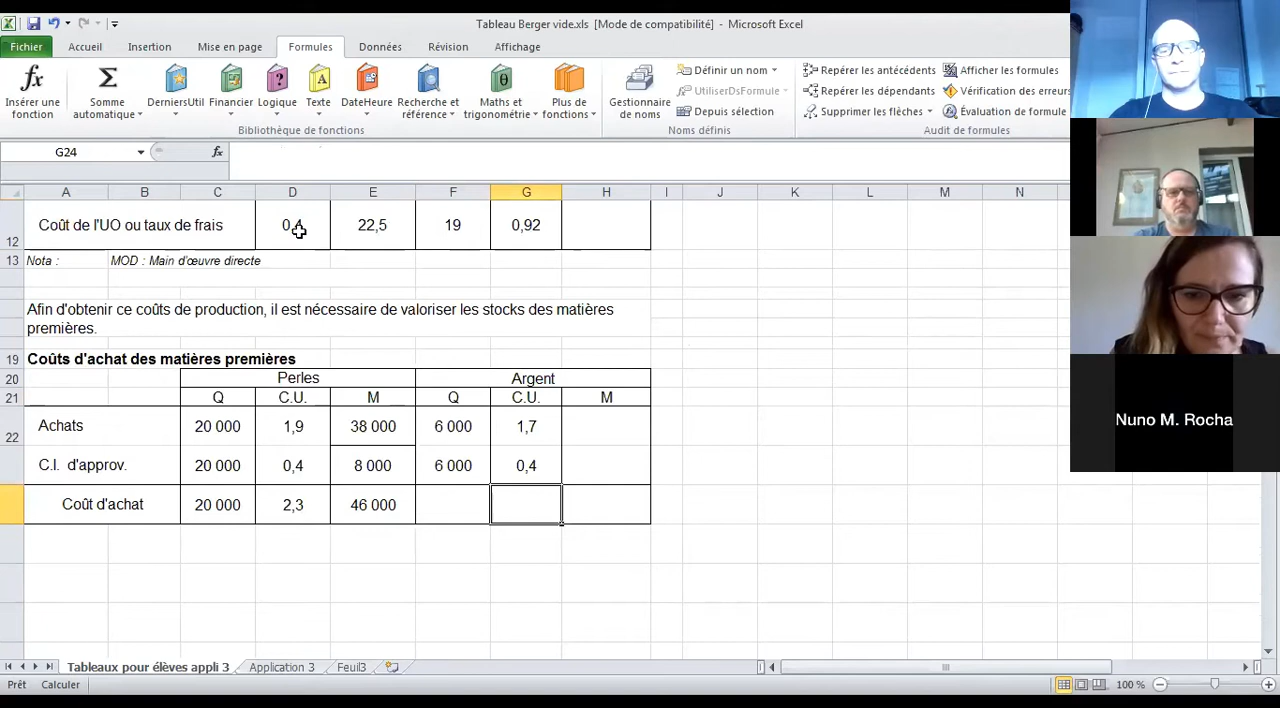 Tableau Berger vide.xls [Mode de compatibilité] - Microsoft Excel
Fichier Accueil Insertion Mise en page Formules Données Révision Affichage
fx Insérer une fonction
Σ Somme automatique
DerniersUtil
Financier
Logique
A Texte
DateHeure
Recherche et référence
θ Maths et trigonométrie
Plus de fonctions
Bibliothèque de fonctions
Gestionnaire de noms
Définir un nom
UtiliserDsFormule
Depuis sélection
Noms définis
Repérer les antécédents
Repérer les dépendants
Supprimer les flèches
Afficher les formules
Vérification des erreurs
Évaluation de formule
Audit de formules
G24 fx
A B C D E F G H I J K L M N
12 Coût de l'UO ou taux de frais 0,4 22,5 19 0,92
13 Nota : MOD : Main d'œuvre directe
Afin d'obtenir ce coûts de production, il est nécessaire de valoriser les stocks des matières
premières.
19 Coûts d'achat des matières premières
20 Perles Argent
21 Q C.U. M Q C.U. M
22 Achats 20 000 1,9 38 000 6 000 1,7
C.I. d'approv. 20 000 0,4 8 000 6 000 0,4
Coût d'achat 20 000 2,3 46 000
Nuno M. Rocha
Tableaux pour élèves appli 3 Application 3 Feuil3
Prêt Calculer 100 %